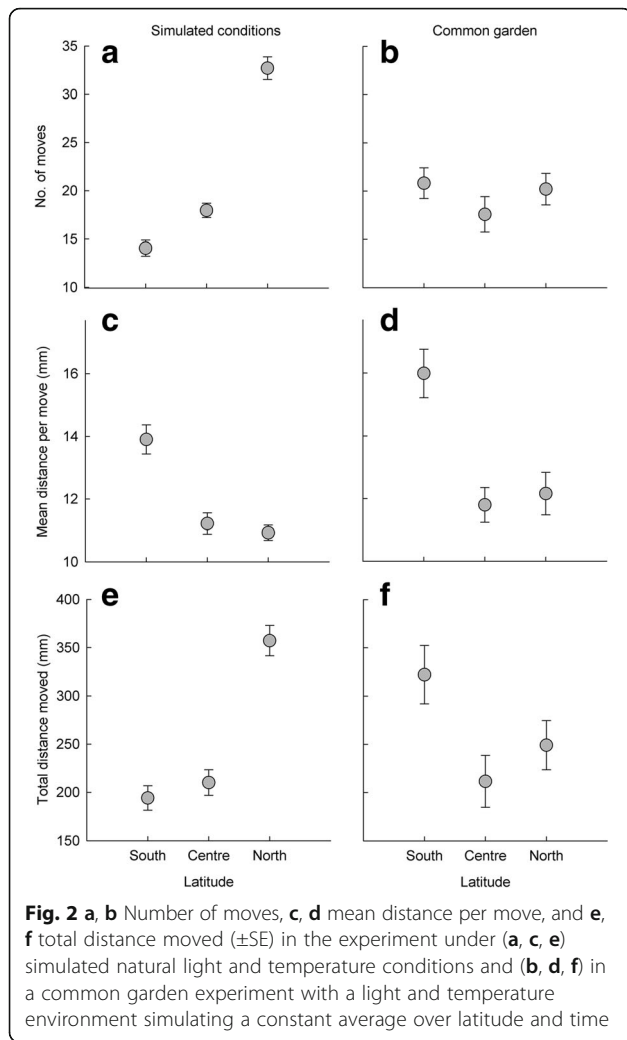 Simulated conditions
Common garden
a
b
No. of moves
35
30
25
20
15
10
c
d
Mean distance per move (mm)
16
14
12
10
e
f
Total distance moved (mm)
400
350
300
250
200
150
South Centre North
South Centre North
Latitude
Latitude
Fig. 2 a, b Number of moves, c, d mean distance per move, and e,
f total distance moved (±SE) in the experiment under (a, c, e)
simulated natural light and temperature conditions and (b, d, f) in
a common garden experiment with a light and temperature
environment simulating a constant average over latitude and time